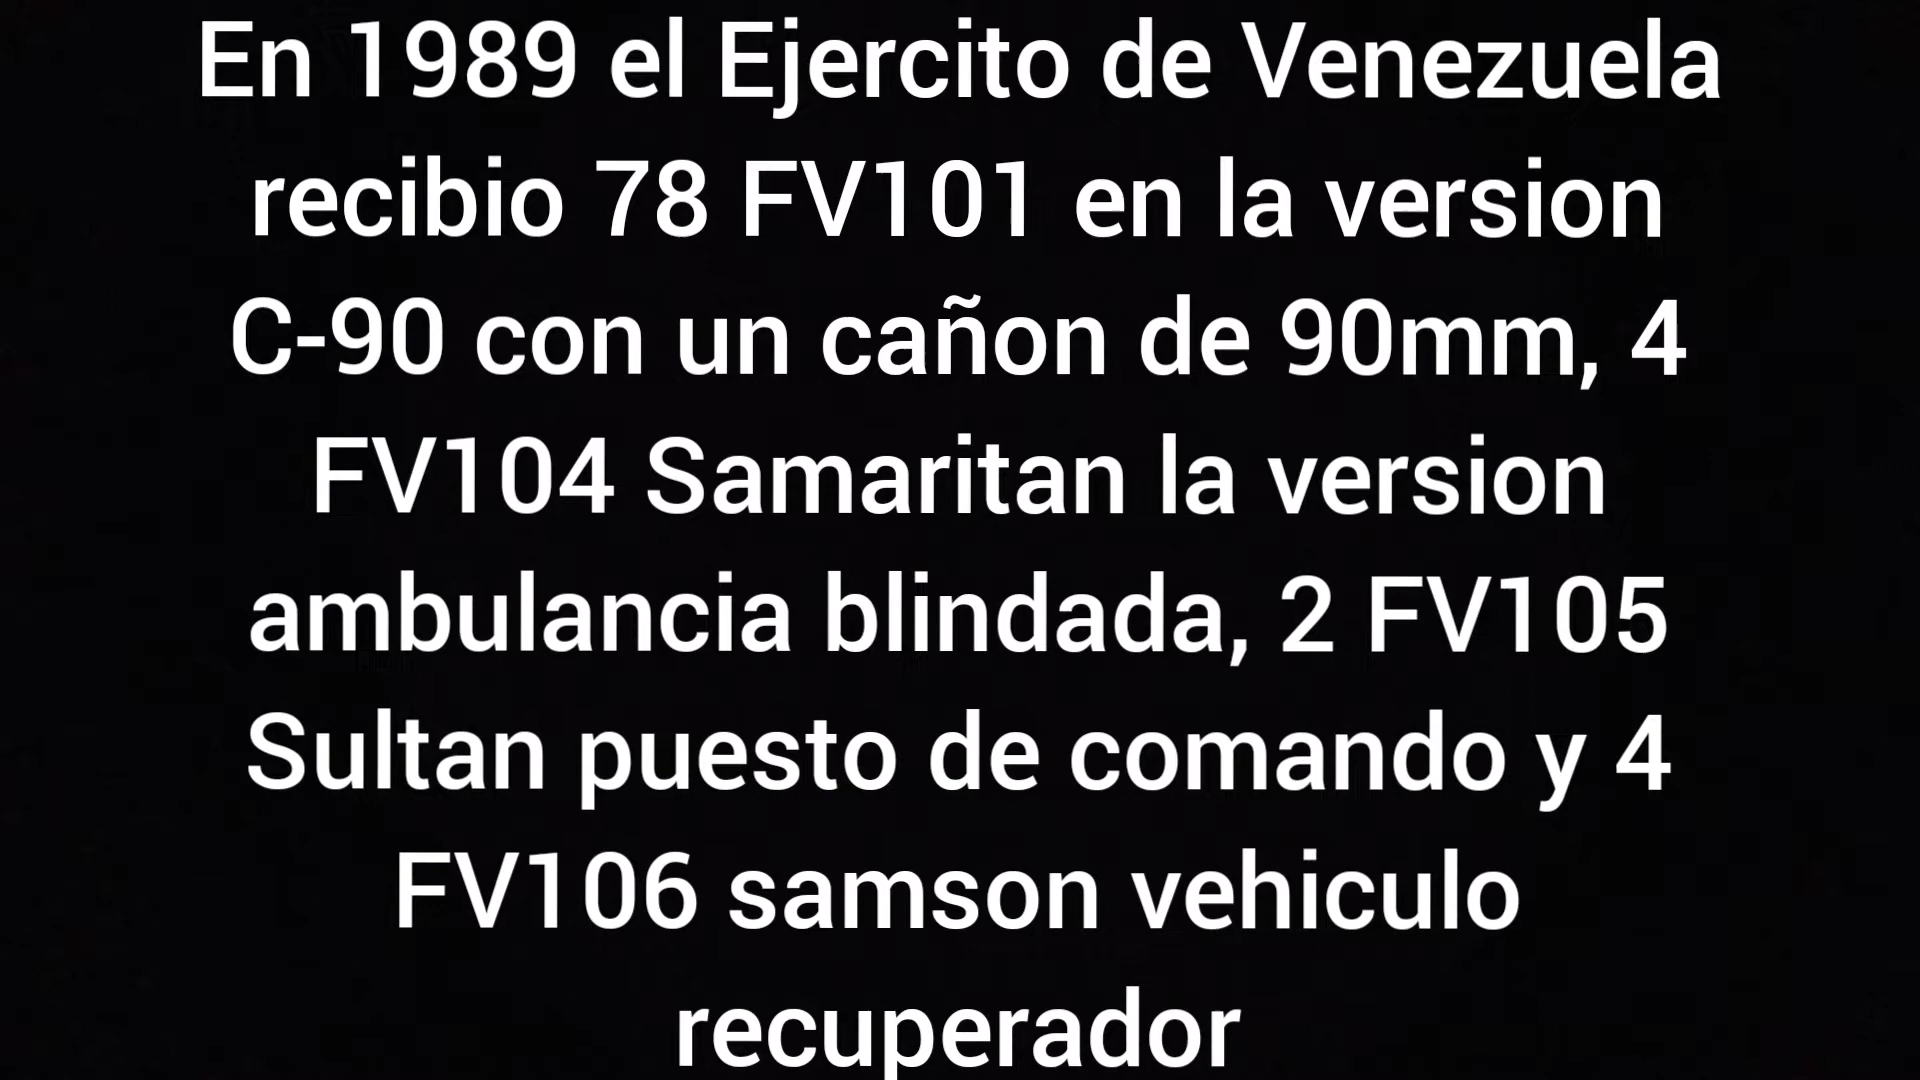 En 1989 el Ejercito de Venezuela
recibio 78 FV101 en la version
C-90 con un cañon de 90mm, 4
FV104 Samaritan la version
ambulancia blindada, 2 FV105
Sultan puesto de comando y 4
FV106 samson vehiculo
recuperador